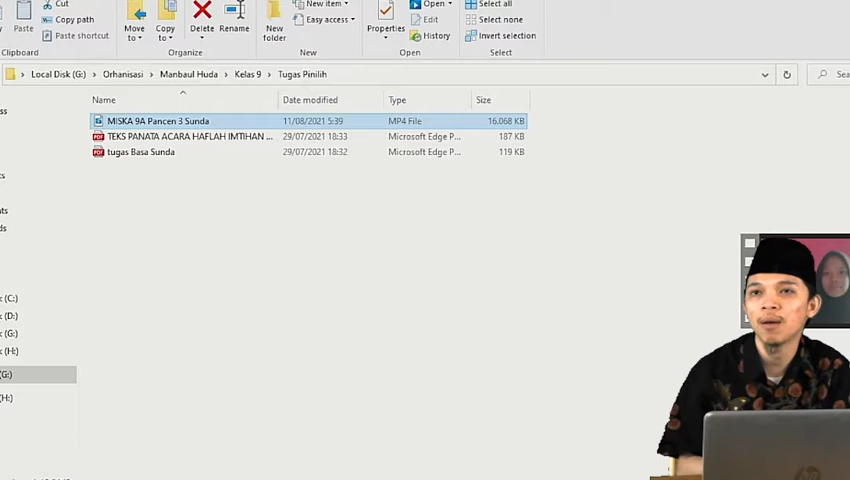 Cut
New item
Open
Select all
Copy path
Easy access
Edit
Select none
Paste
Paste shortcut
Move to
Copy to
Delete
Rename
New folder
Properties
History
Invert selection
Clipboard
Organize
New
Open
Select
Local Disk (G:) > Orhanisasi > Manbaul Huda > Kelas 9 > Tugas Pinilih
Sea
Name Date modified Type Size
MISKA 9A Pancen 3 Sunda 11/08/2021 5:39 MP4 File 16.068 KB
TEKS PANATA ACARA HAFLAH IMTIHAN ... 29/07/2021 18:33 Microsoft Edge P... 187 KB
tugas Basa Sunda 29/07/2021 18:32 Microsoft Edge P... 119 KB
(C:)
(D:)
(G:)
(H:)
(G:)
(H:)